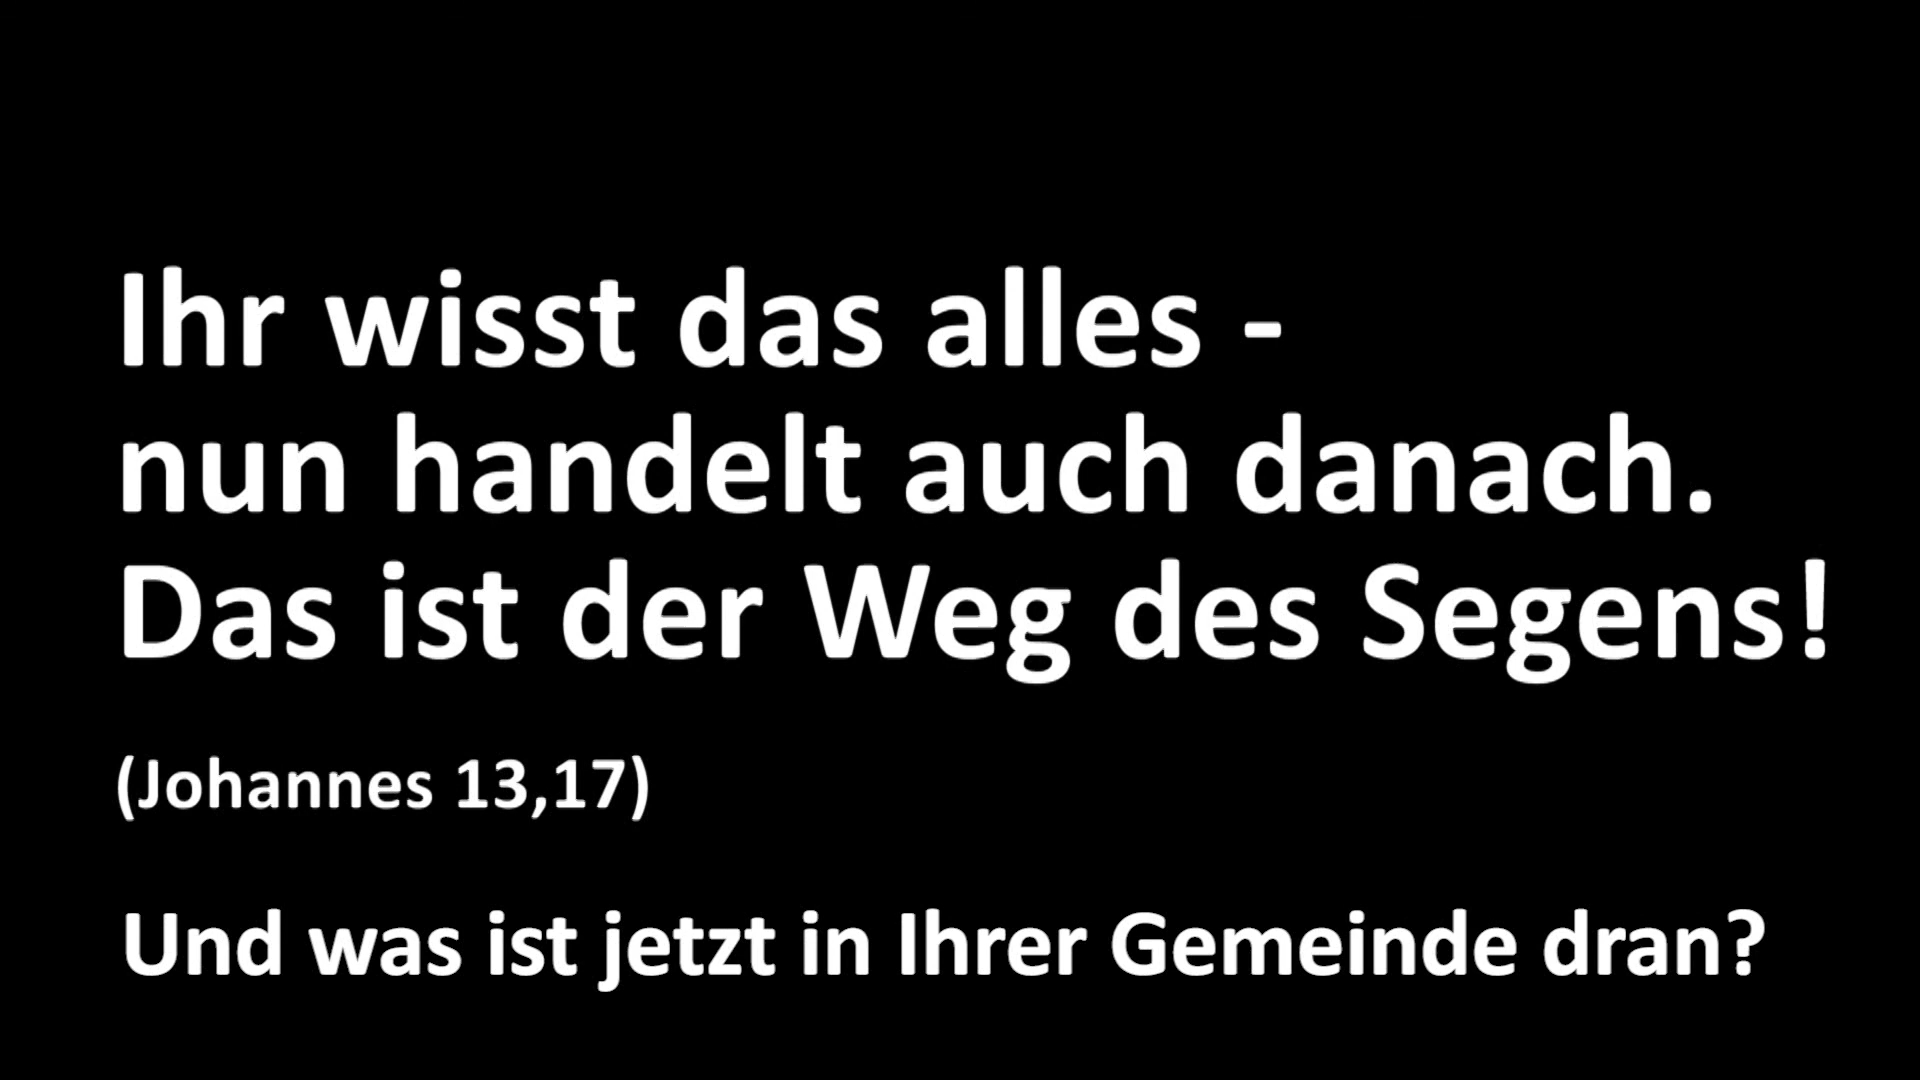 Ihr wisst das alles -
nun handelt auch danach.
Das ist der Weg des Segens!
(Johannes 13,17)
Und was ist jetzt in Ihrer Gemeinde dran?